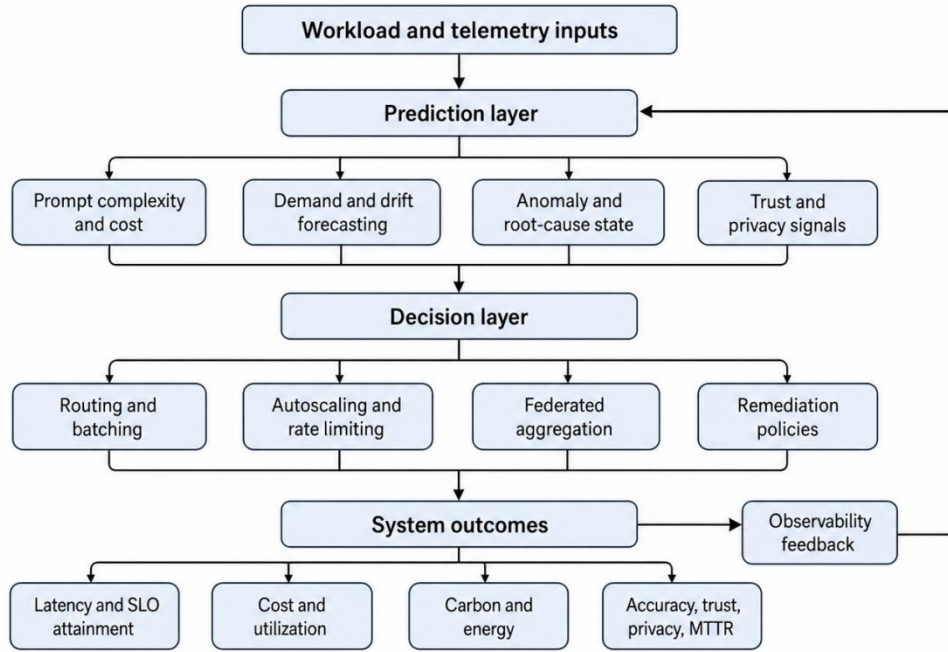 Workload and telemetry inputs
Prediction layer
Prompt complexity
and cost
Demand and drift
forecasting
Anomaly and
root-cause state
Trust and
privacy signals
Decision layer
Routing and
batching
Autoscaling and
rate limiting
Federated
aggregation
Remediation
policies
System outcomes
Observability
feedback
Latency and SLO
attainment
Cost and
utilization
Carbon and
energy
Accuracy, trust,
privacy, MTTR